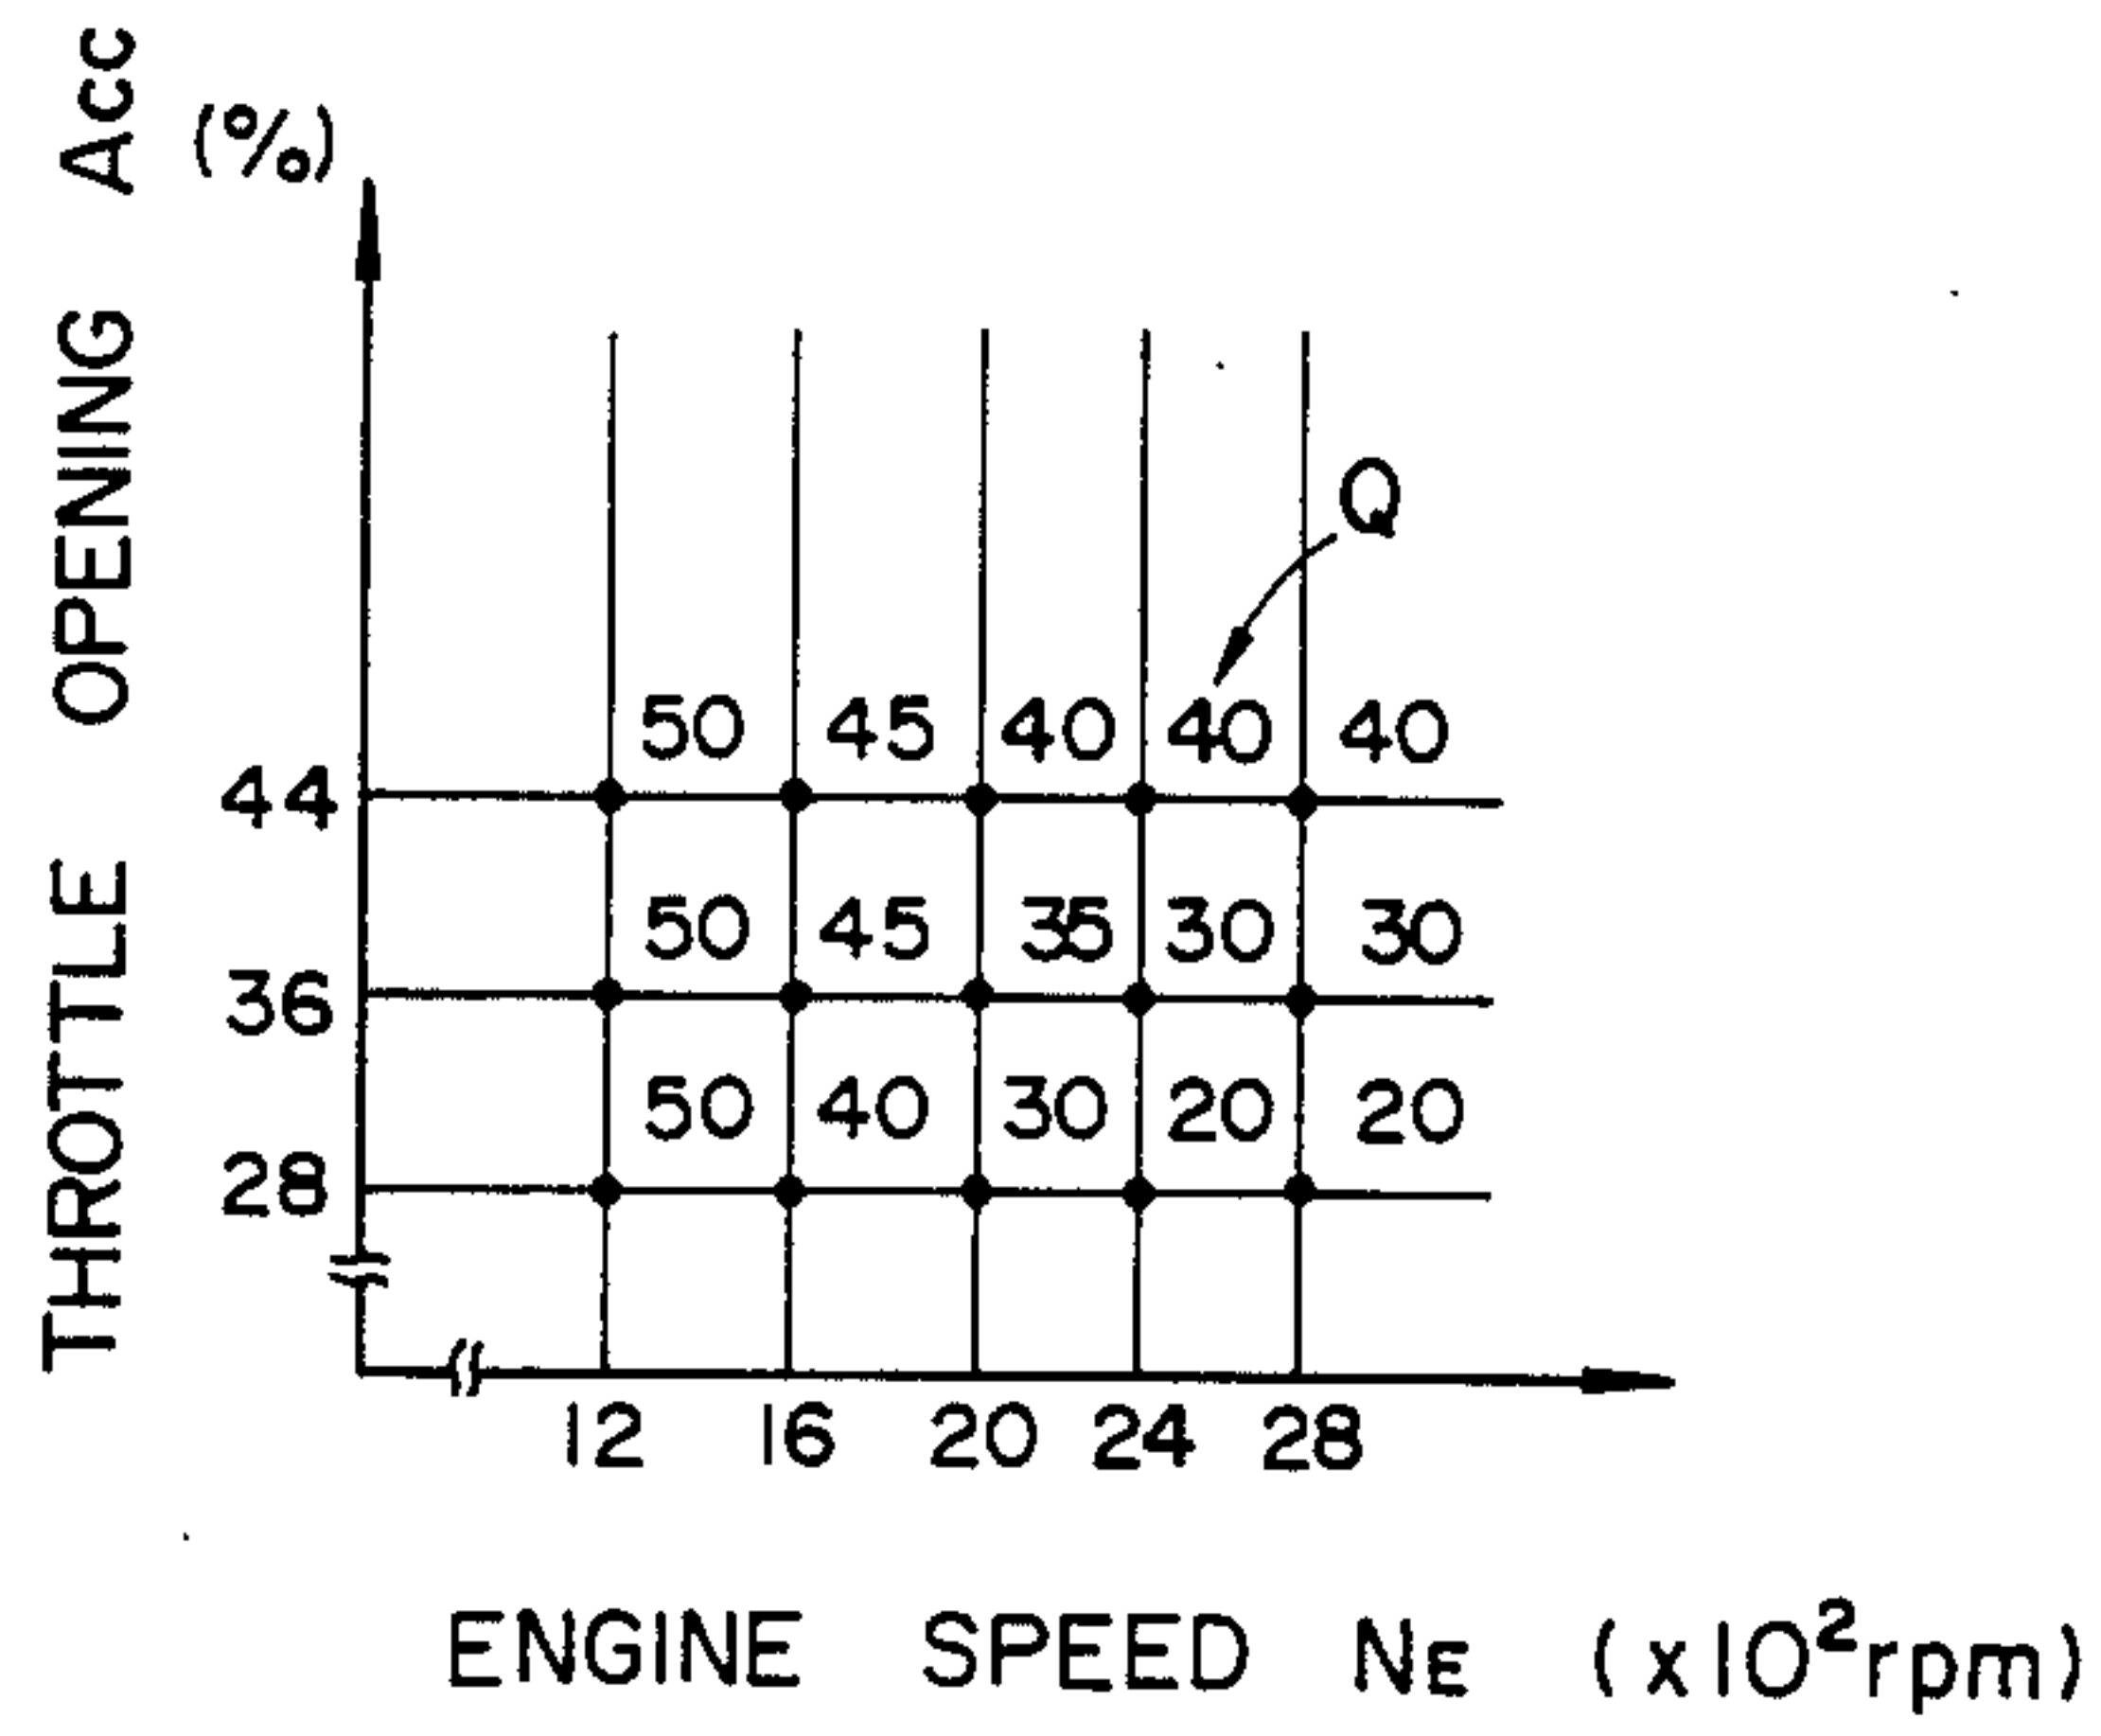 THROTTLE OPENING Acc
(%)
Q
50 45 40 40 40
44
50 45 35 30 30
36
50 40 30 20 20
28
12 16 20 24 28
ENGINE SPEED NE (x10²rpm)